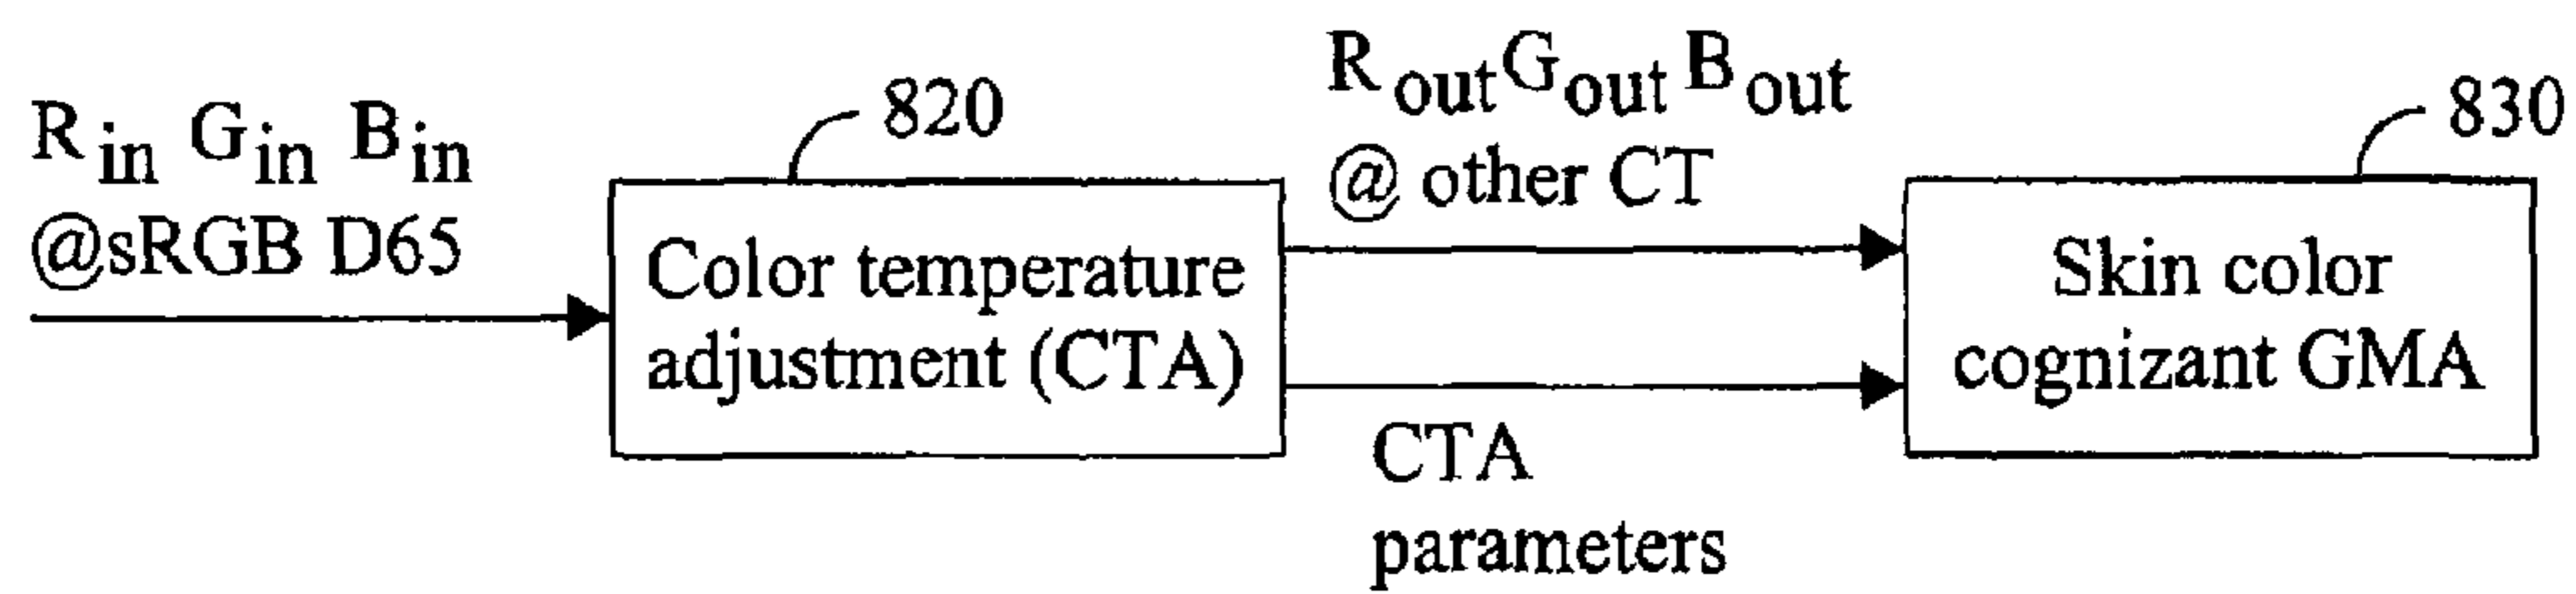 R in G in B in
@sRGB D65
820
Color temperature
adjustment (CTA)
R out G out B out
@ other CT
CTA
parameters
830
Skin color
cognizant GMA